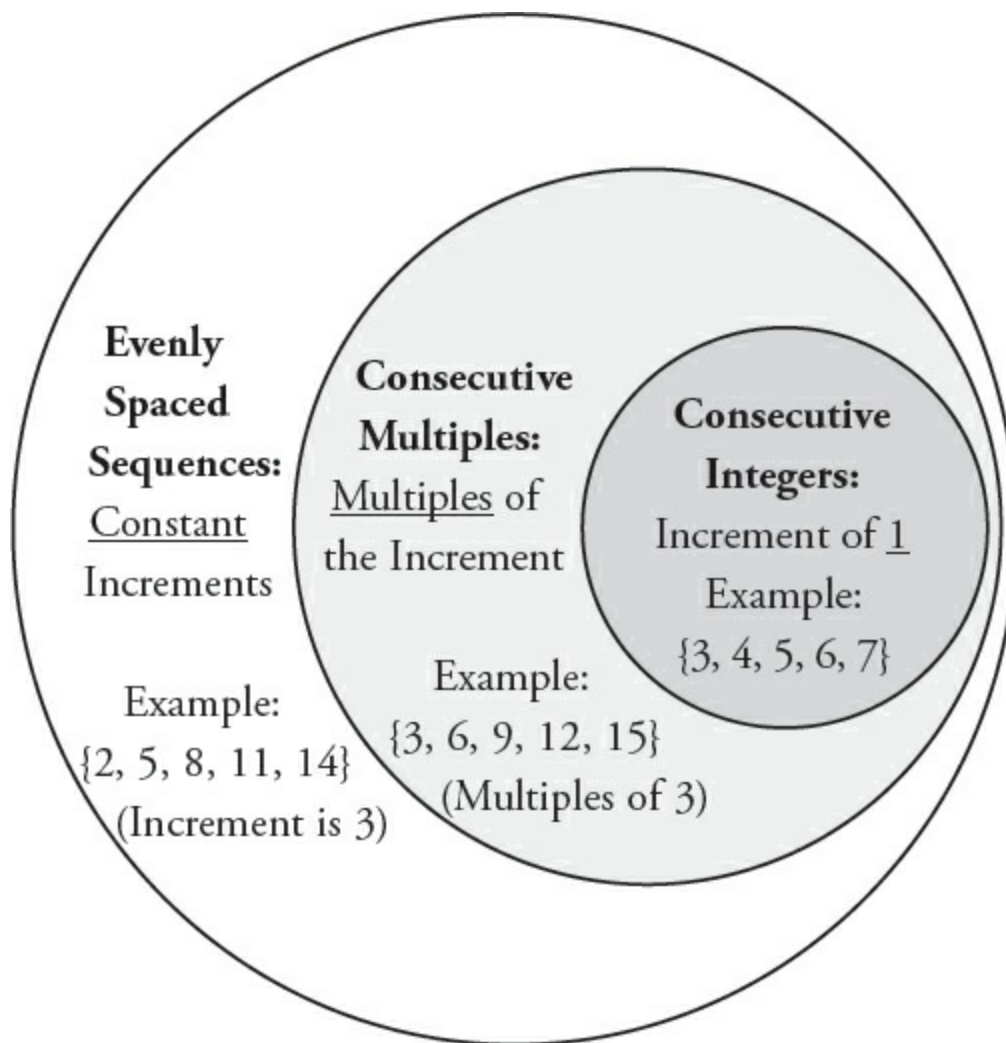 Evenly
Spaced
Sequences:
Constant
Increments
Example:
{2, 5, 8, 11, 14}
(Increment is 3)
Consecutive
Multiples:
Multiples of
the Increment
Example:
{3, 6, 9, 12, 15}
(Multiples of 3)
Consecutive
Integers:
Increment of 1
Example:
{3, 4, 5, 6, 7}